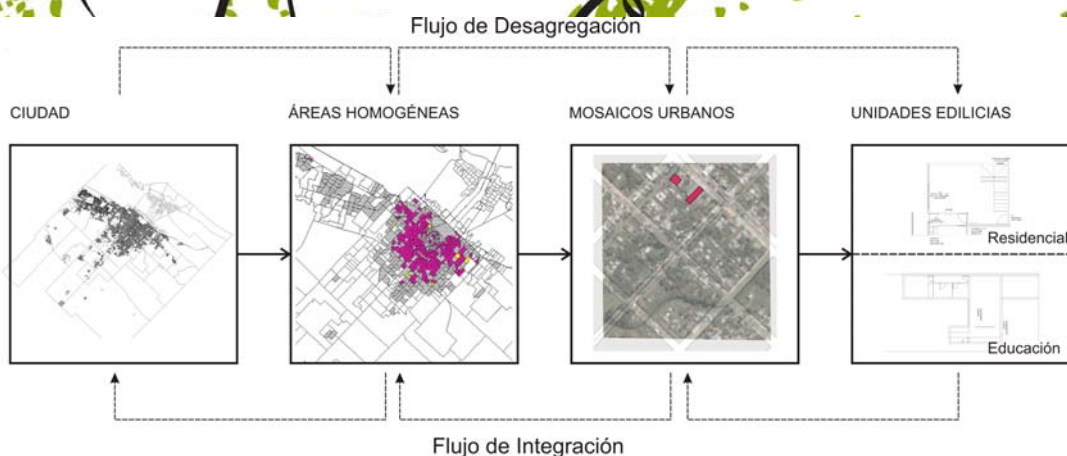 Flujo de Desagregación
CIUDAD
ÁREAS HOMOGÉNEAS
MOSAICOS URBANOS
UNIDADES EDILICIAS
Residencial
Educación
Flujo de Integración